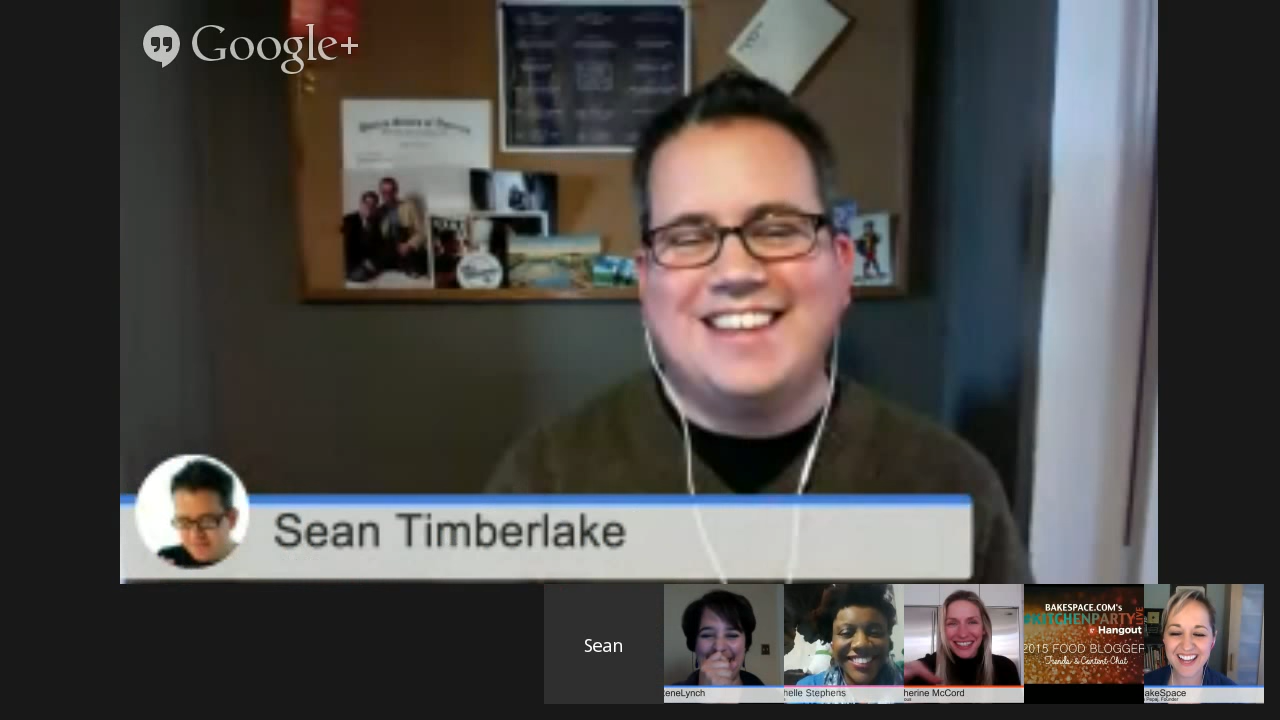 Google+
Sean Timberlake
Sean
eneLynch
helle Stephens
herine McCord
BAKESPACE.COM's
#KITCHENPARTY LIVE
Hangout
2015 FOOD BLOGGER
Trends & Content Chat
akeSpace